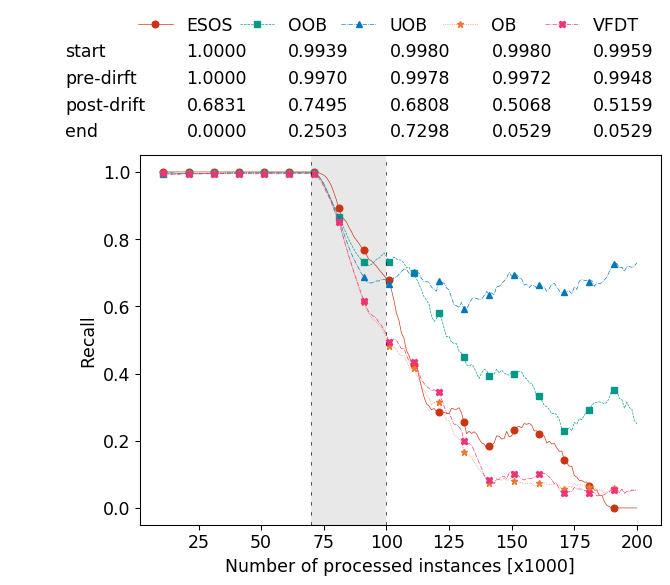 ESOS OOB UOB OB VFDT
start 1.0000 0.9939 0.9980 0.9980 0.9959
pre-dirft 1.0000 0.9970 0.9978 0.9972 0.9948
post-drift 0.6831 0.7495 0.6808 0.5068 0.5159
end 0.0000 0.2503 0.7298 0.0529 0.0529
1.0
0.8
0.6
0.4
0.2
0.0
Recall
25 50 75 100 125 150 175 200
Number of processed instances [x1000]